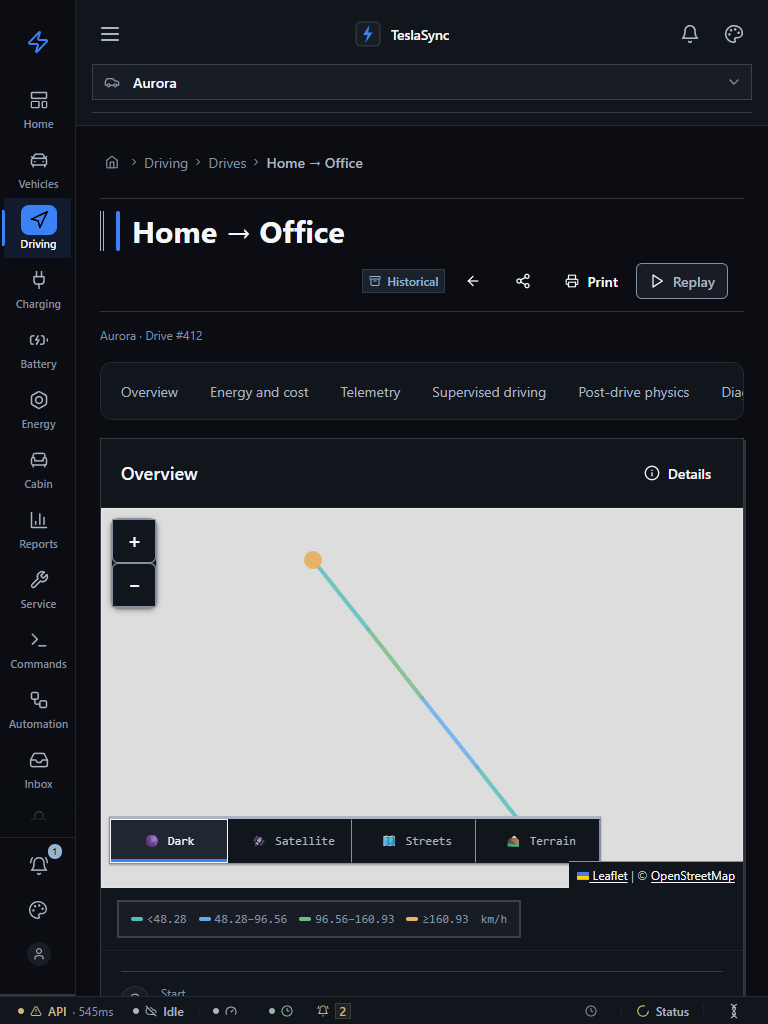 TeslaSync
Aurora
Home
Vehicles
Driving
Charging
Battery
Energy
Cabin
Reports
Service
Commands
Automation
Inbox
1
Driving > Drives > Home → Office
Home → Office
Historical
Print
Replay
Aurora · Drive #412
Overview
Energy and cost
Telemetry
Supervised driving
Post-drive physics
Overview
Details
+
−
Dark
Satellite
Streets
Terrain
Leaflet | © OpenStreetMap
<48.28 48.28–96.56 96.56–160.93 ≥160.93 km/h
Start
API · 545ms
Idle
2
Status